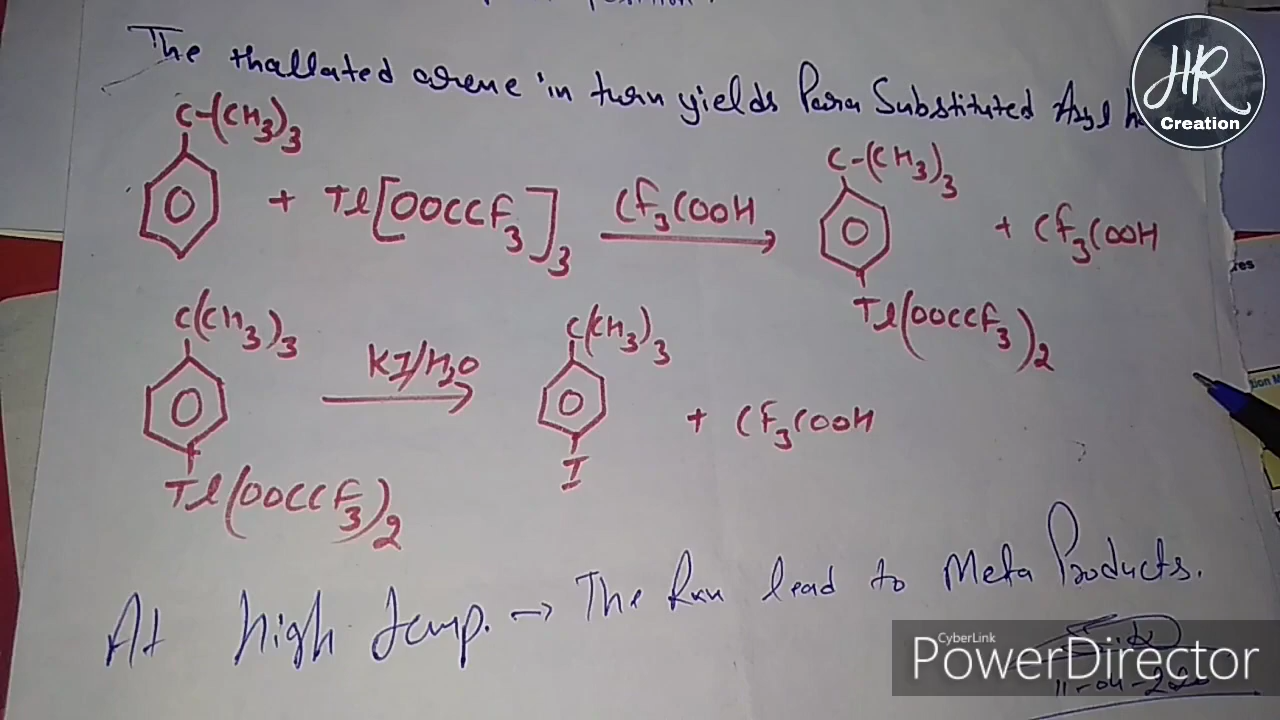 The thallated arene in turn yields Para Substituted Aryl
HR
Creation
C-(CH3)3
+ Tl[OOCCF3]3
CF3COOH
C-(CH3)3
+ CF3COOH
Tl(OOCCF3)2
C(CH3)3
KI/H2O
C(CH3)3
+ CF3COOH
I
Tl(OOCCF3)2
At high temp. → The Rxn lead to Meta Products.
CyberLink
PowerDirector